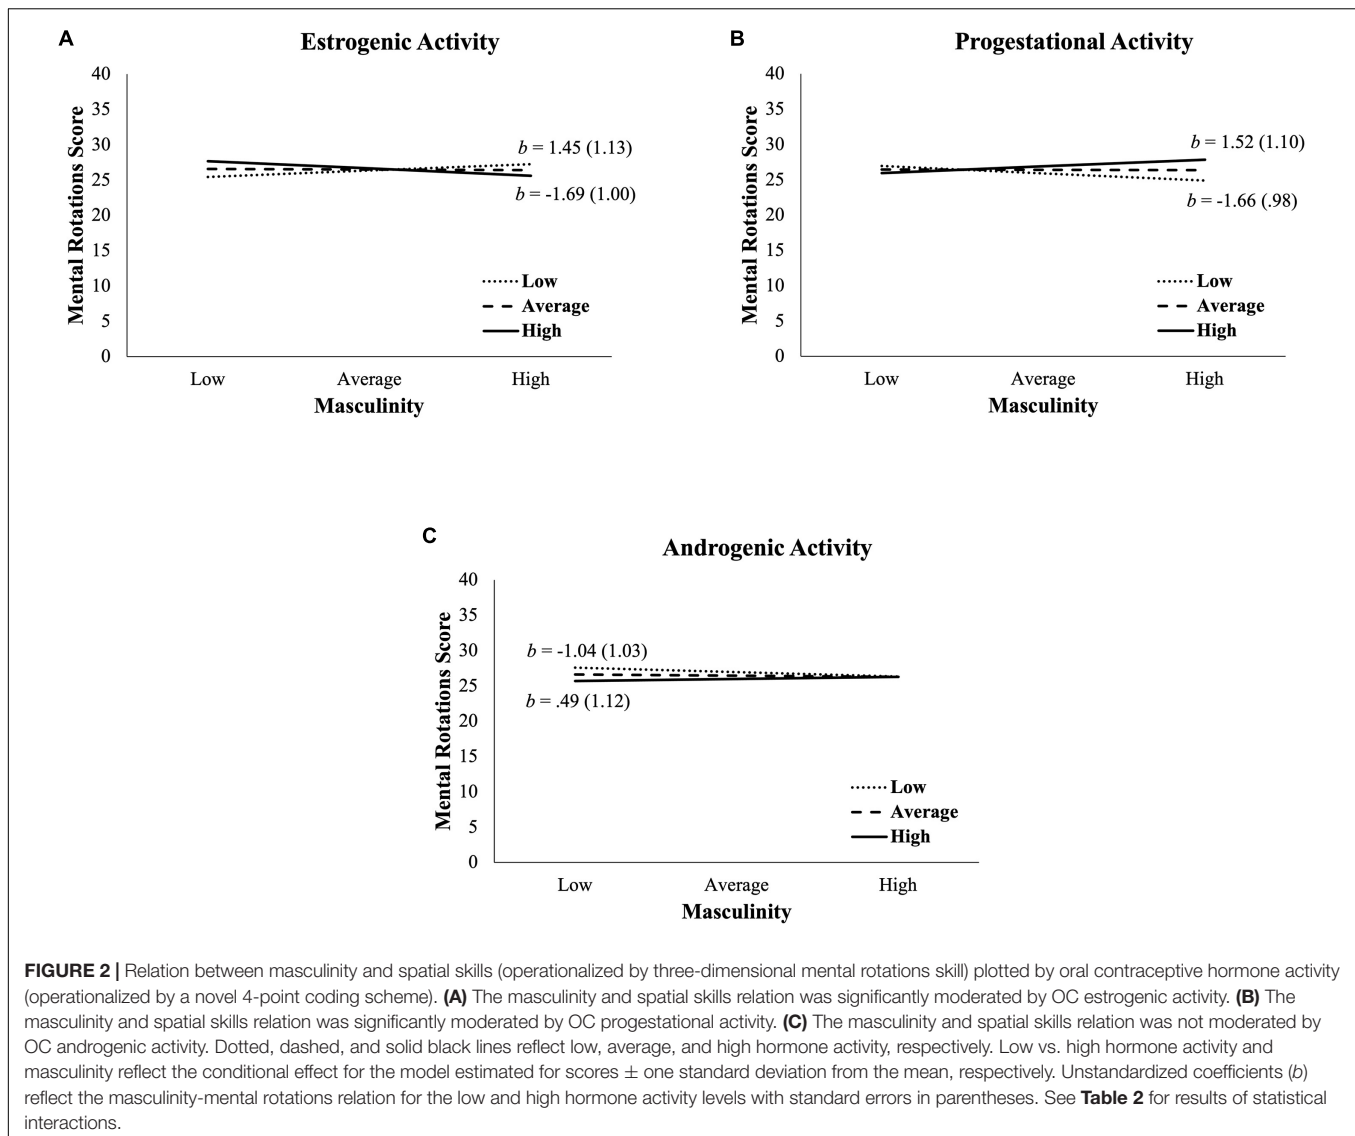 A
Estrogenic Activity
40
35
30
25
20
15
10
5
0
Mental Rotations Score
b = 1.45 (1.13)
b = -1.69 (1.00)
Low
Average
High
Low
Average
High
Masculinity
B
Progestational Activity
40
35
30
25
20
15
10
5
0
Mental Rotations Score
b = 1.52 (1.10)
b = -1.66 (.98)
Low
Average
High
Low
Average
High
Masculinity
C
Androgenic Activity
40
35
30
25
20
15
10
5
0
Mental Rotations Score
b = -1.04 (1.03)
b = .49 (1.12)
Low
Average
High
Low
Average
High
Masculinity
FIGURE 2 | Relation between masculinity and spatial skills (operationalized by three-dimensional mental rotations skill) plotted by oral contraceptive hormone activity
(operationalized by a novel 4-point coding scheme). (A) The masculinity and spatial skills relation was significantly moderated by OC estrogenic activity. (B) The
masculinity and spatial skills relation was significantly moderated by OC progestational activity. (C) The masculinity and spatial skills relation was not moderated by
OC androgenic activity. Dotted, dashed, and solid black lines reflect low, average, and high hormone activity, respectively. Low vs. high hormone activity and
masculinity reflect the conditional effect for the model estimated for scores ± one standard deviation from the mean, respectively. Unstandardized coefficients (b)
reflect the masculinity-mental rotations relation for the low and high hormone activity levels with standard errors in parentheses. See Table 2 for results of statistical
interactions.